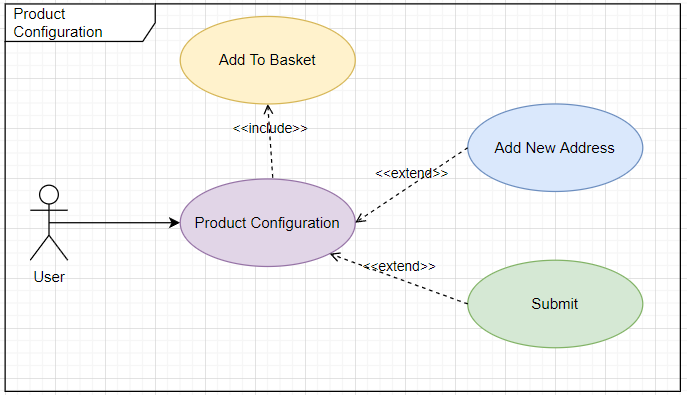 Product
Configuration
Add To Basket
<<include>>
Add New Address
<<extend>>
Product Configuration
User
<<extend>>
Submit